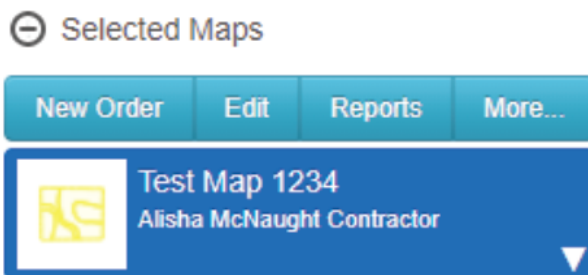 Selected Maps
New Order Edit Reports More...
Test Map 1234
Alisha McNaught Contractor